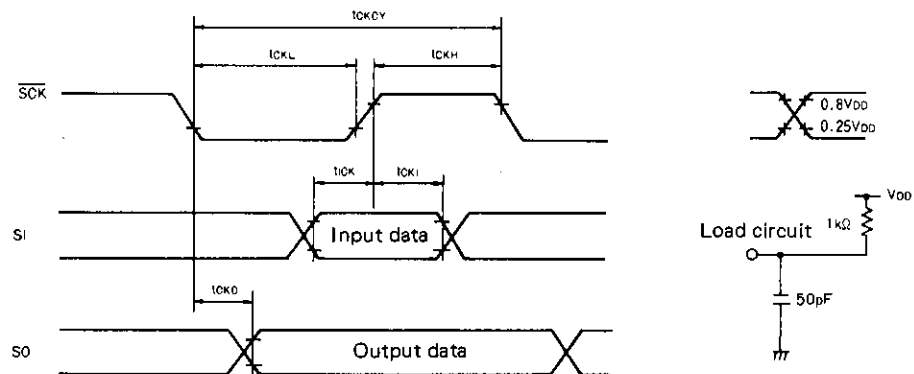 tCKCY
tCKL
tCKH
SCK
0.8VDD
0.25VDD
tICK
tCKI
VDD
1kΩ
SI
Input data
Load circuit
50pF
tCKO
SO
Output data